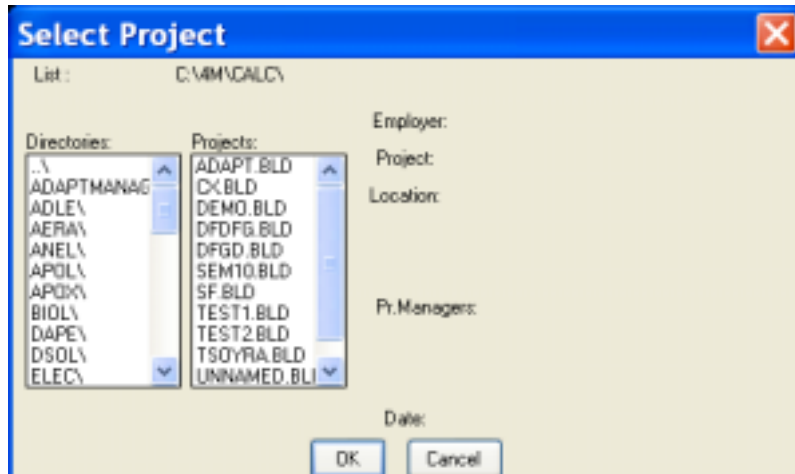 Select Project
List : C:\4M\CALC\
Employer:
Directories:
Projects:
Project:
Location:
..\
ADAPTMANAG
ADLE\
AERA\
ANEL\
APOL\
APOX\
BIOL\
DAPE\
DSOL\
ELEC\
ADAPT.BLD
CX.BLD
DEMO.BLD
DFDFG.BLD
DFGD.BLD
SEM10.BLD
SF.BLD
TEST1.BLD
TEST2.BLD
TSOYRA.BLD
UNNAMED.BLI
Pr.Managers:
Date:
OK Cancel